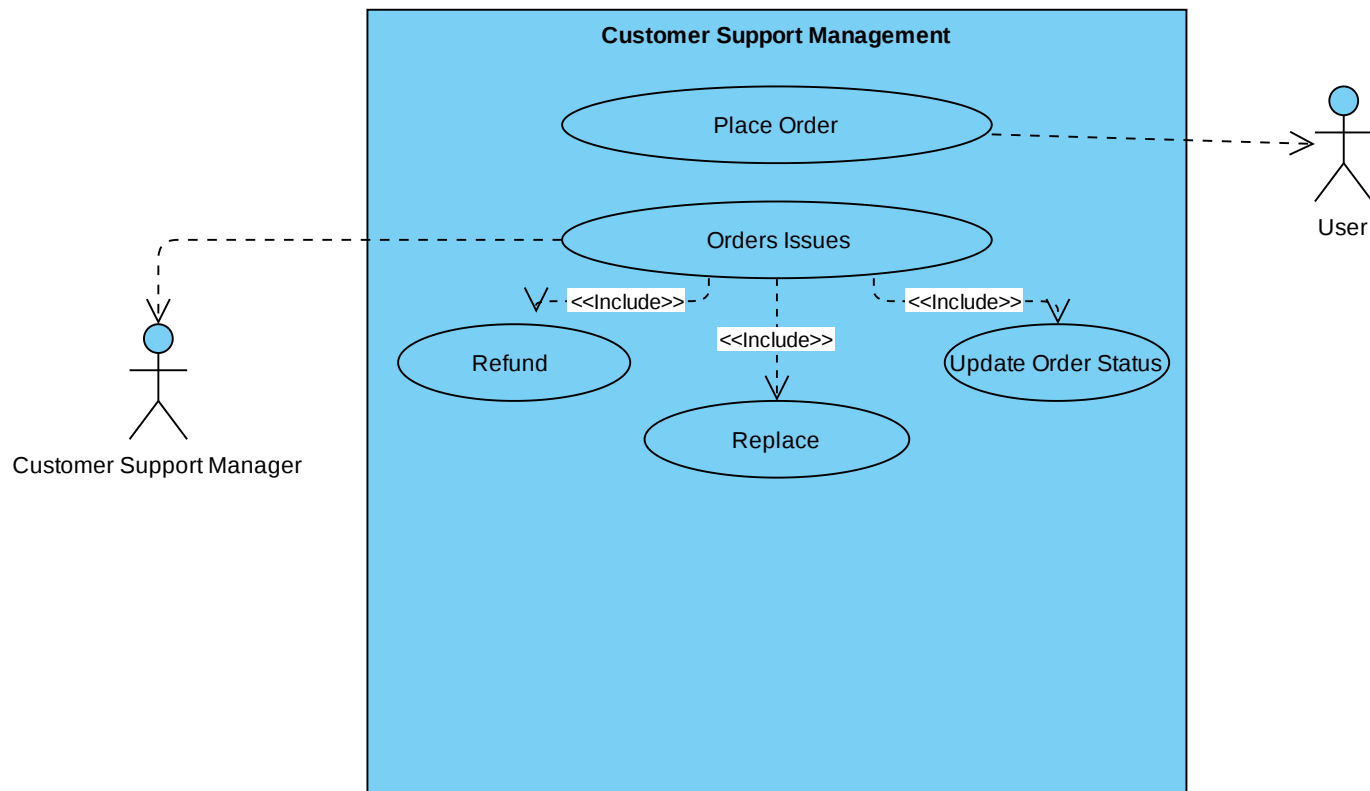 Customer Support Management
Place Order
User
Orders Issues
<<Include>>
<<Include>>
<<Include>>
Refund
Update Order Status
Replace
Customer Support Manager